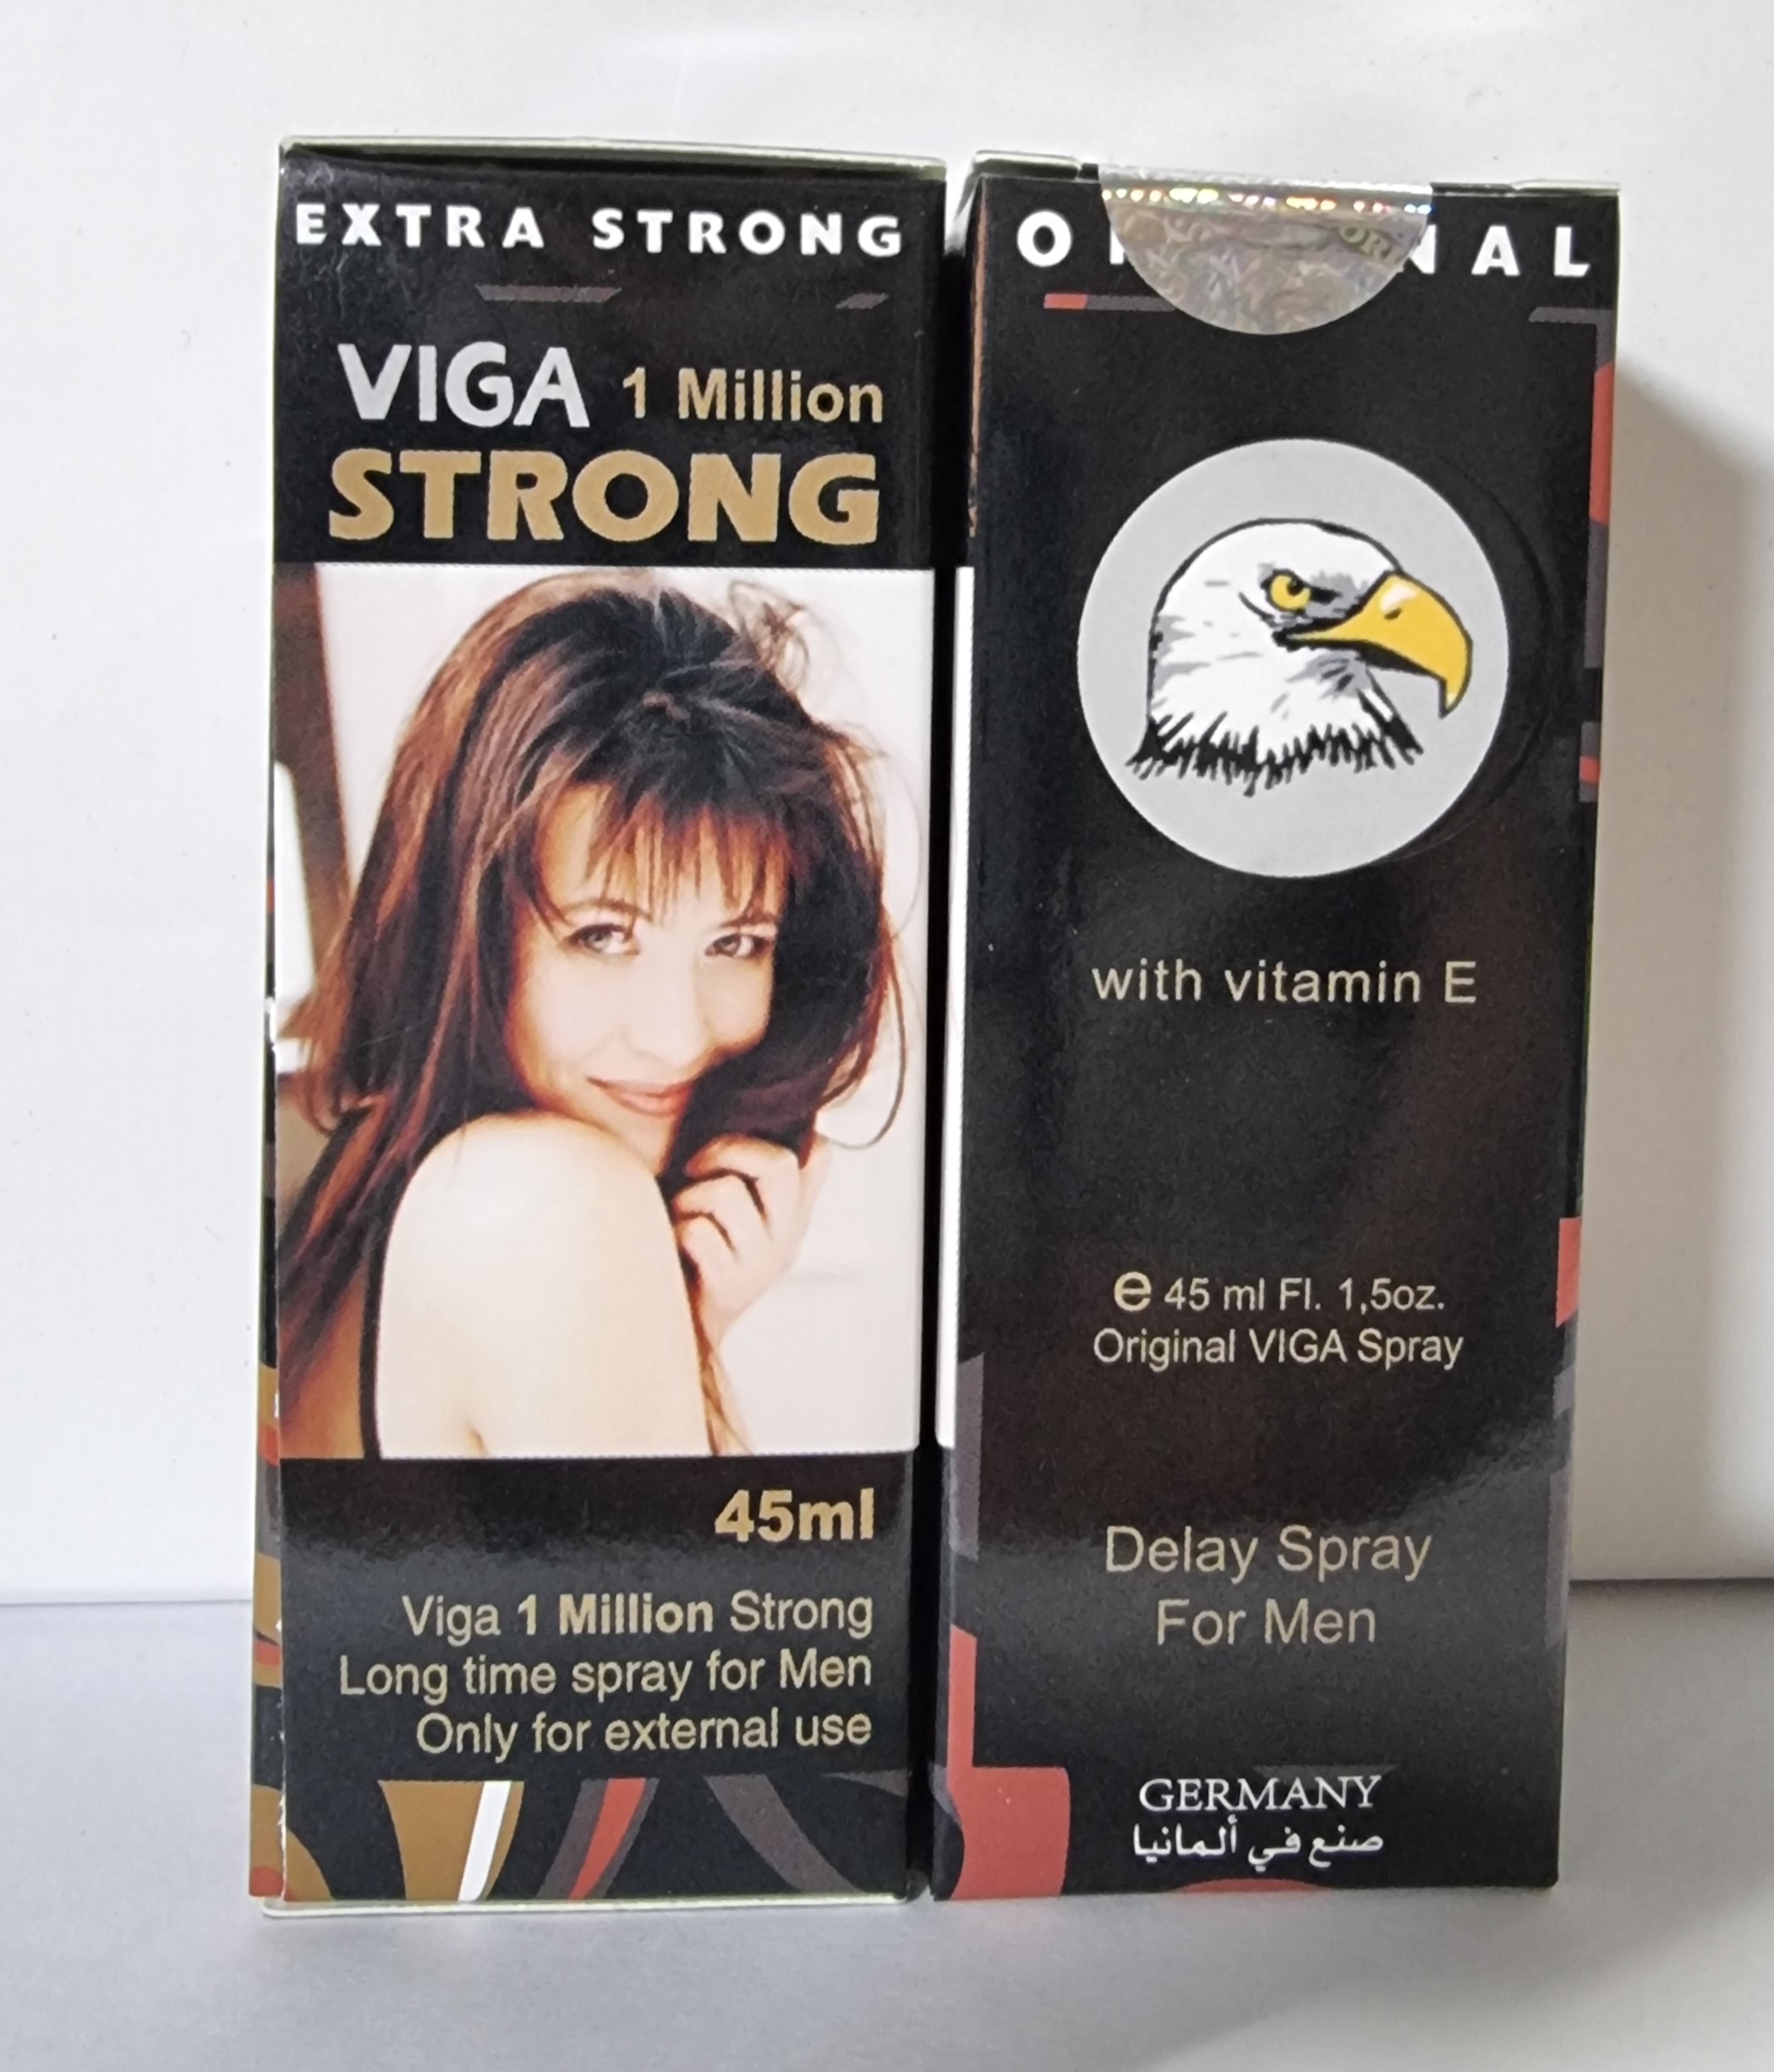 EXTRA STRONG
VIGA 1 Million
STRONG
45ml
Viga 1 Million Strong
Long time spray for Men
Only for external use
with vitamin E
e 45 ml Fl. 1,5oz.
Original VIGA Spray
Delay Spray
For Men
GERMANY
صنع في ألمانيا